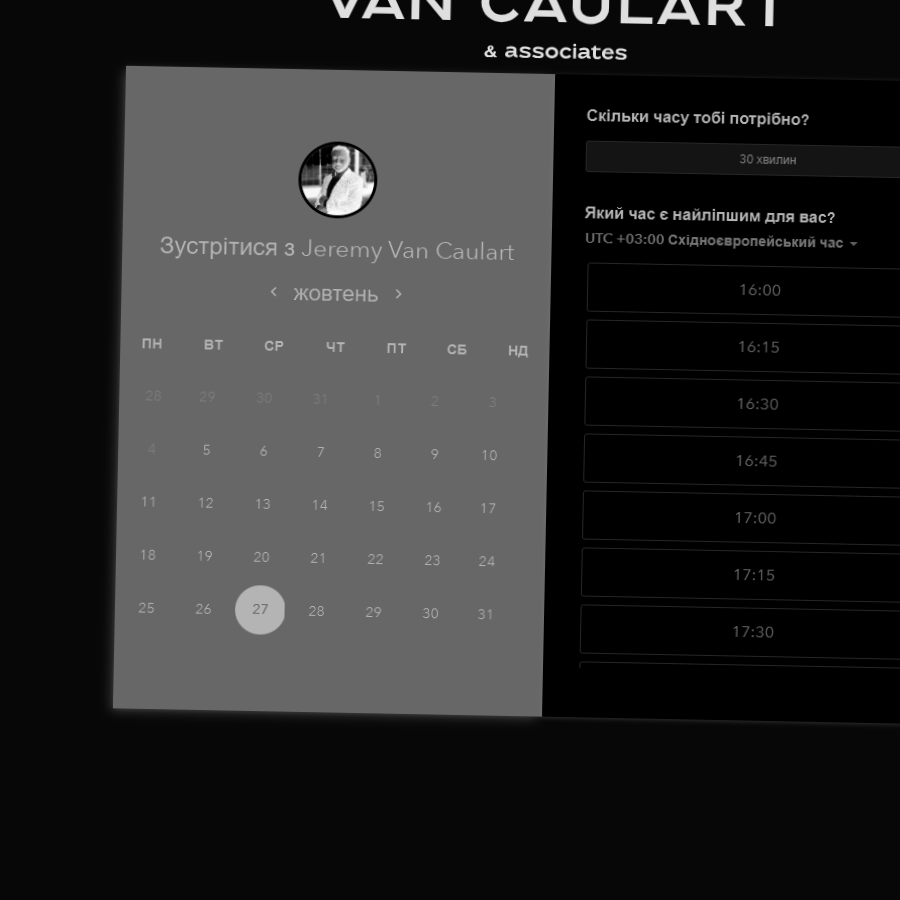 VAN CAULART
& associates
Зустрітися з Jeremy Van Caulart
жовтень
ПН ВТ СР ЧТ ПТ СБ НД
28 29 30 31 1 2 3
4 5 6 7 8 9 10
11 12 13 14 15 16 17
18 19 20 21 22 23 24
25 26 27 28 29 30 31
Скільки часу тобі потрібно?
30 хвилин
Який час є найліпшим для вас?
UTC +03:00 Східноєвропейський час
16:00
16:15
16:30
16:45
17:00
17:15
17:30